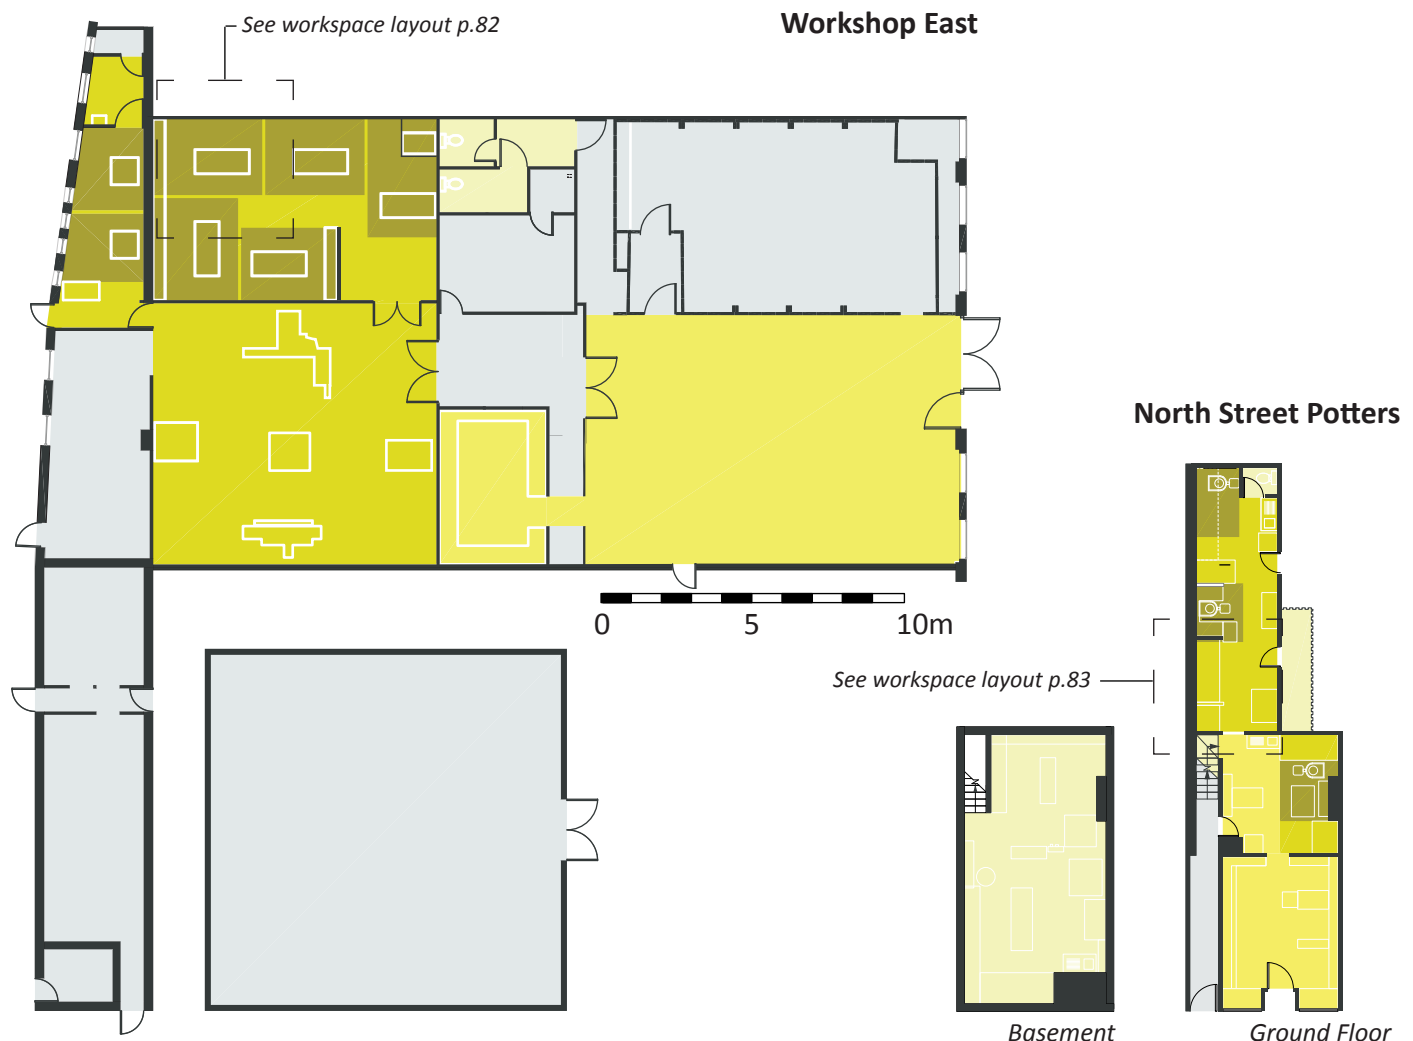 See workspace layout p.82
Workshop East
North Street Potters
0 5 10m
See workspace layout p.83
Basement
Ground Floor